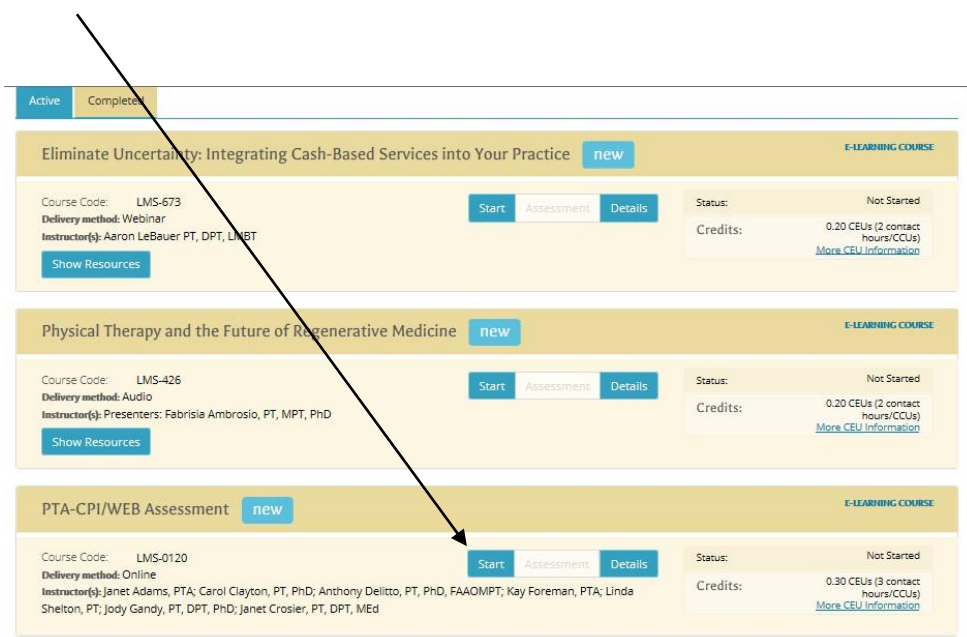 Active Completed
Eliminate Uncertainty: Integrating Cash-Based Services into Your Practice new E-LEARNING COURSE
Course Code: LMS-673 Start Assessment Details Status: Not Started
Delivery method: Webinar
Instructor(s): Aaron LeBauer PT, DPT, LMBT Credits: 0.20 CEUs (2 contact
hours/CCUs)
Show Resources More CEU Information
Physical Therapy and the Future of Regenerative Medicine new E-LEARNING COURSE
Course Code: LMS-426 Start Assessment Details Status: Not Started
Delivery method: Audio
Instructor(s): Presenters: Fabrisia Ambrosio, PT, MPT, PhD Credits: 0.20 CEUs (2 contact
hours/CCUs)
Show Resources More CEU Information
PTA-CPI/WEB Assessment new E-LEARNING COURSE
Course Code: LMS-0120 Start Assessment Details Status: Not Started
Delivery method: Online
Instructor(s): Janet Adams, PTA; Carol Clayton, PT, PhD; Anthony Delitto, PT, PhD, FAAOMPT; Kay Foreman, PTA; Linda Credits: 0.30 CEUs (3 contact
hours/CCUs)
Shelton, PT; Jody Gandy, PT, DPT, PhD; Janet Crosier, PT, DPT, MEd More CEU Information